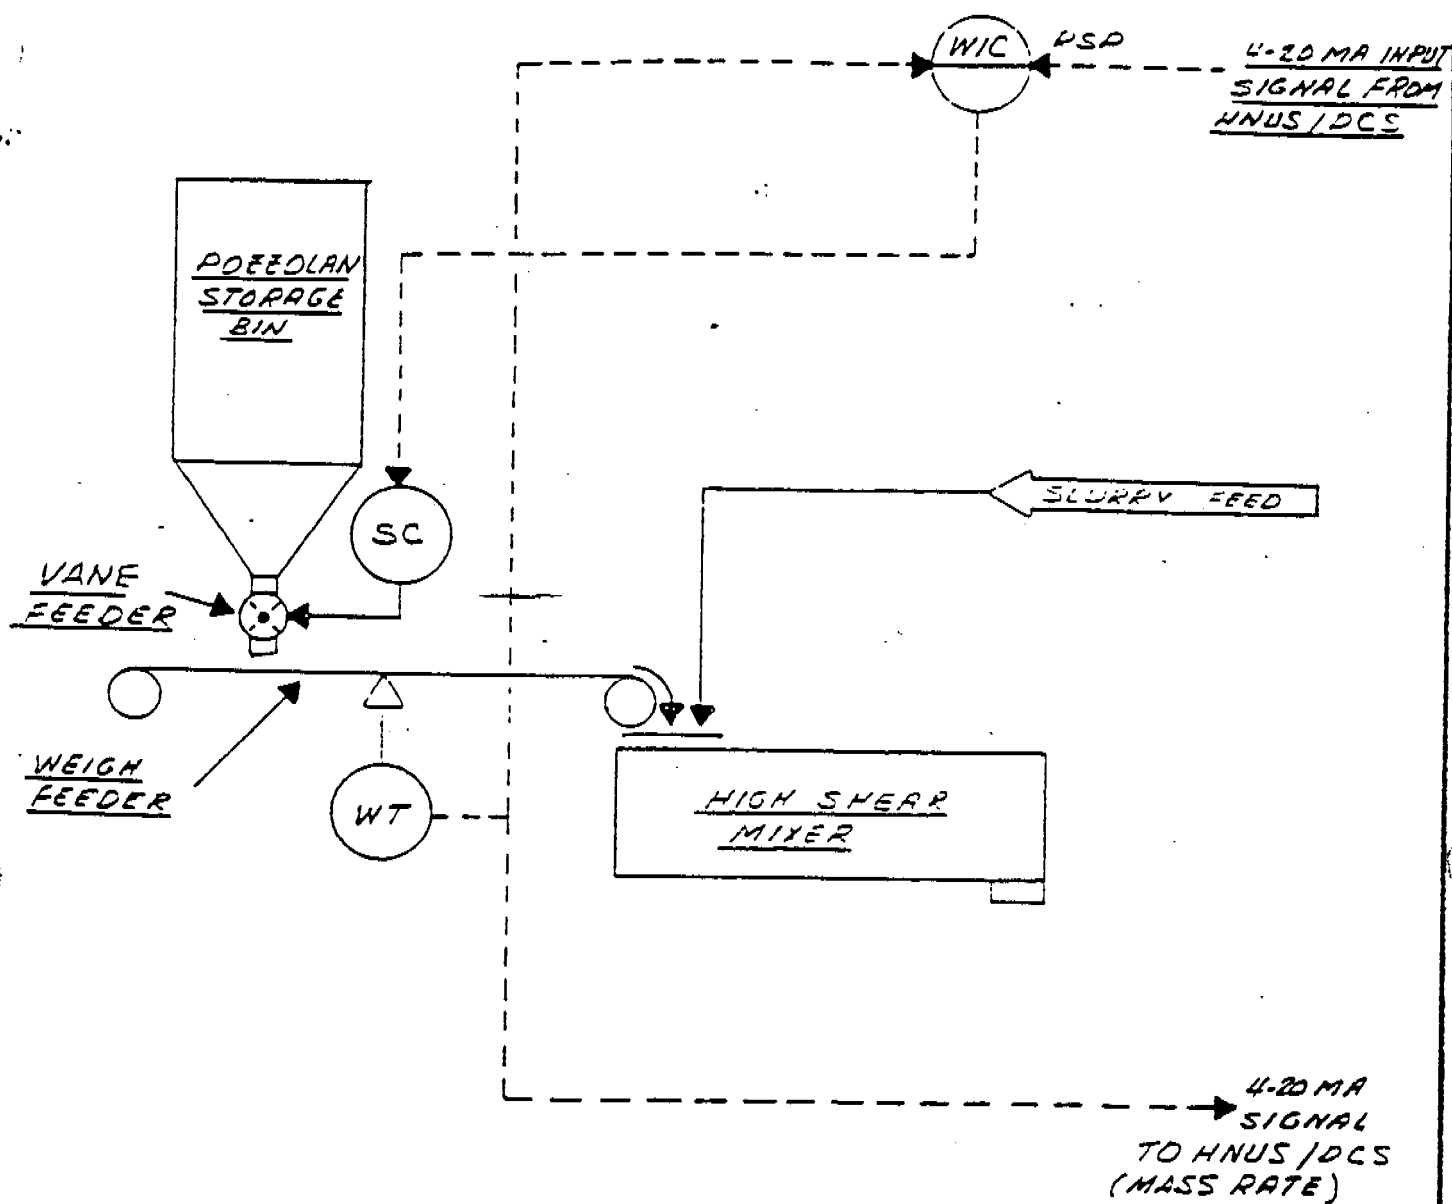 WIC
RSP
4-20 MA INPUT
SIGNAL FROM
HNUS/DCS
POZZOLAN
STORAGE
BIN
SLURRY FEED
SC
VANE
FEEDER
WEIGH
FEEDER
WT
HIGH SHEAR
MIXER
4-20 MA
SIGNAL
TO HNUS/DCS
(MASS RATE)